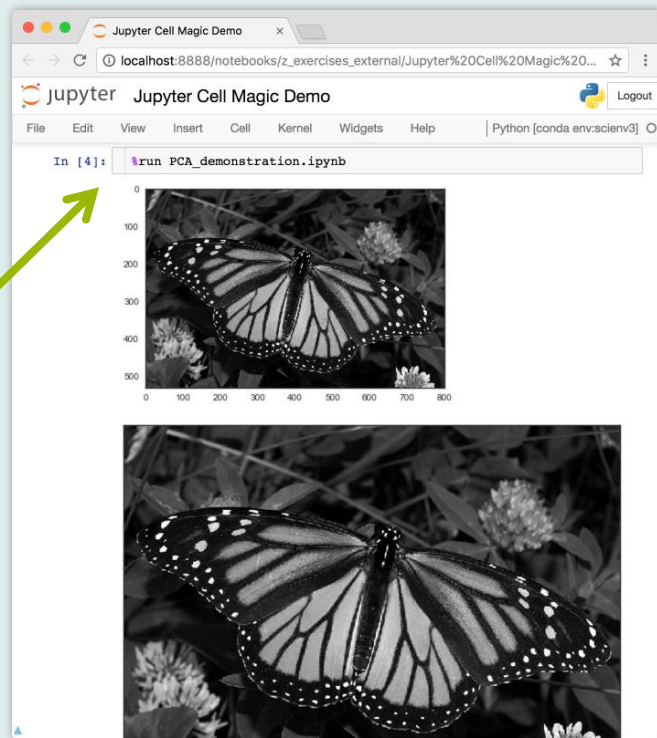 Jupyter Cell Magic Demo
localhost:8888/notebooks/z_exercises_external/Jupyter%20Cell%20Magic%20...
jupyter Jupyter Cell Magic Demo
Logout
File Edit View Insert Cell Kernel Widgets Help Python [conda env:scienv3]
In [4]: %run PCA_demonstration.ipynb
0
100
200
300
400
500
0 100 200 300 400 500 600 700 800